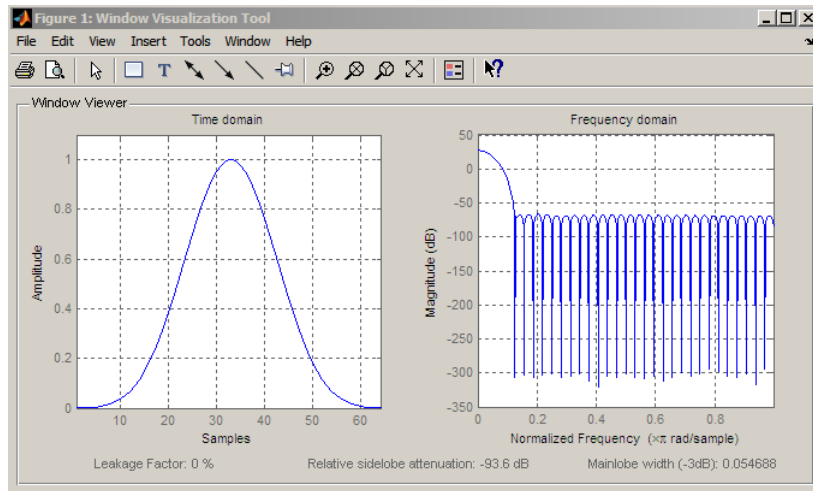 Figure 1: Window Visualization Tool
File Edit View Insert Tools Window Help
T
?
Window Viewer
Time domain
1
0.8
0.6
0.4
0.2
0
10 20 30 40 50 60
Amplitude
Samples
Frequency domain
50
0
-50
-100
-150
-200
-250
-300
-350
0 0.2 0.4 0.6 0.8
Magnitude (dB)
Normalized Frequency (×π rad/sample)
Leakage Factor: 0 % Relative sidelobe attenuation: -93.6 dB Mainlobe width (-3dB): 0.054688